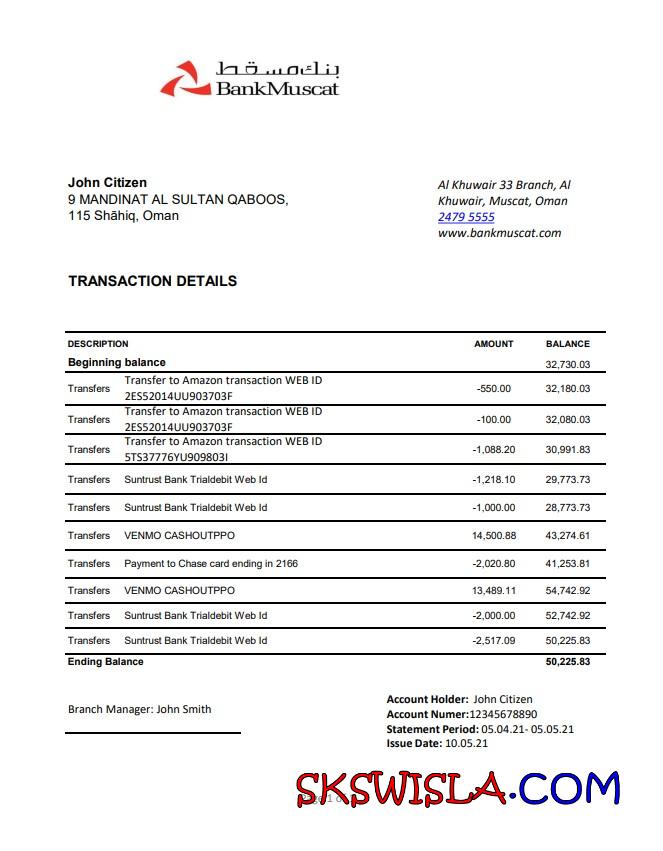 بنك مسقط
BankMuscat
John Citizen
9 MANDINAT AL SULTAN QABOOS,
115 Shāhiq, Oman
Al Khuwair 33 Branch, Al
Khuwair, Muscat, Oman
2479 5555
www.bankmuscat.com
TRANSACTION DETAILS
DESCRIPTION AMOUNT BALANCE
Beginning balance 32,730.03
Transfers Transfer to Amazon transaction WEB ID
2ES52014UU903703F -550.00 32,180.03
Transfers Transfer to Amazon transaction WEB ID
2ES52014UU903703F -100.00 32,080.03
Transfers Transfer to Amazon transaction WEB ID
5TS37776YU909803I -1,088.20 30,991.83
Transfers Suntrust Bank Trialdebit Web Id -1,218.10 29,773.73
Transfers Suntrust Bank Trialdebit Web Id -1,000.00 28,773.73
Transfers VENMO CASHOUTPPO 14,500.88 43,274.61
Transfers Payment to Chase card ending in 2166 -2,020.80 41,253.81
Transfers VENMO CASHOUTPPO 13,489.11 54,742.92
Transfers Suntrust Bank Trialdebit Web Id -2,000.00 52,742.92
Transfers Suntrust Bank Trialdebit Web Id -2,517.09 50,225.83
Ending Balance 50,225.83
Branch Manager: John Smith
Account Holder: John Citizen
Account Numer:12345678890
Statement Period: 05.04.21- 05.05.21
Issue Date: 10.05.21
SKSWISLA.COM